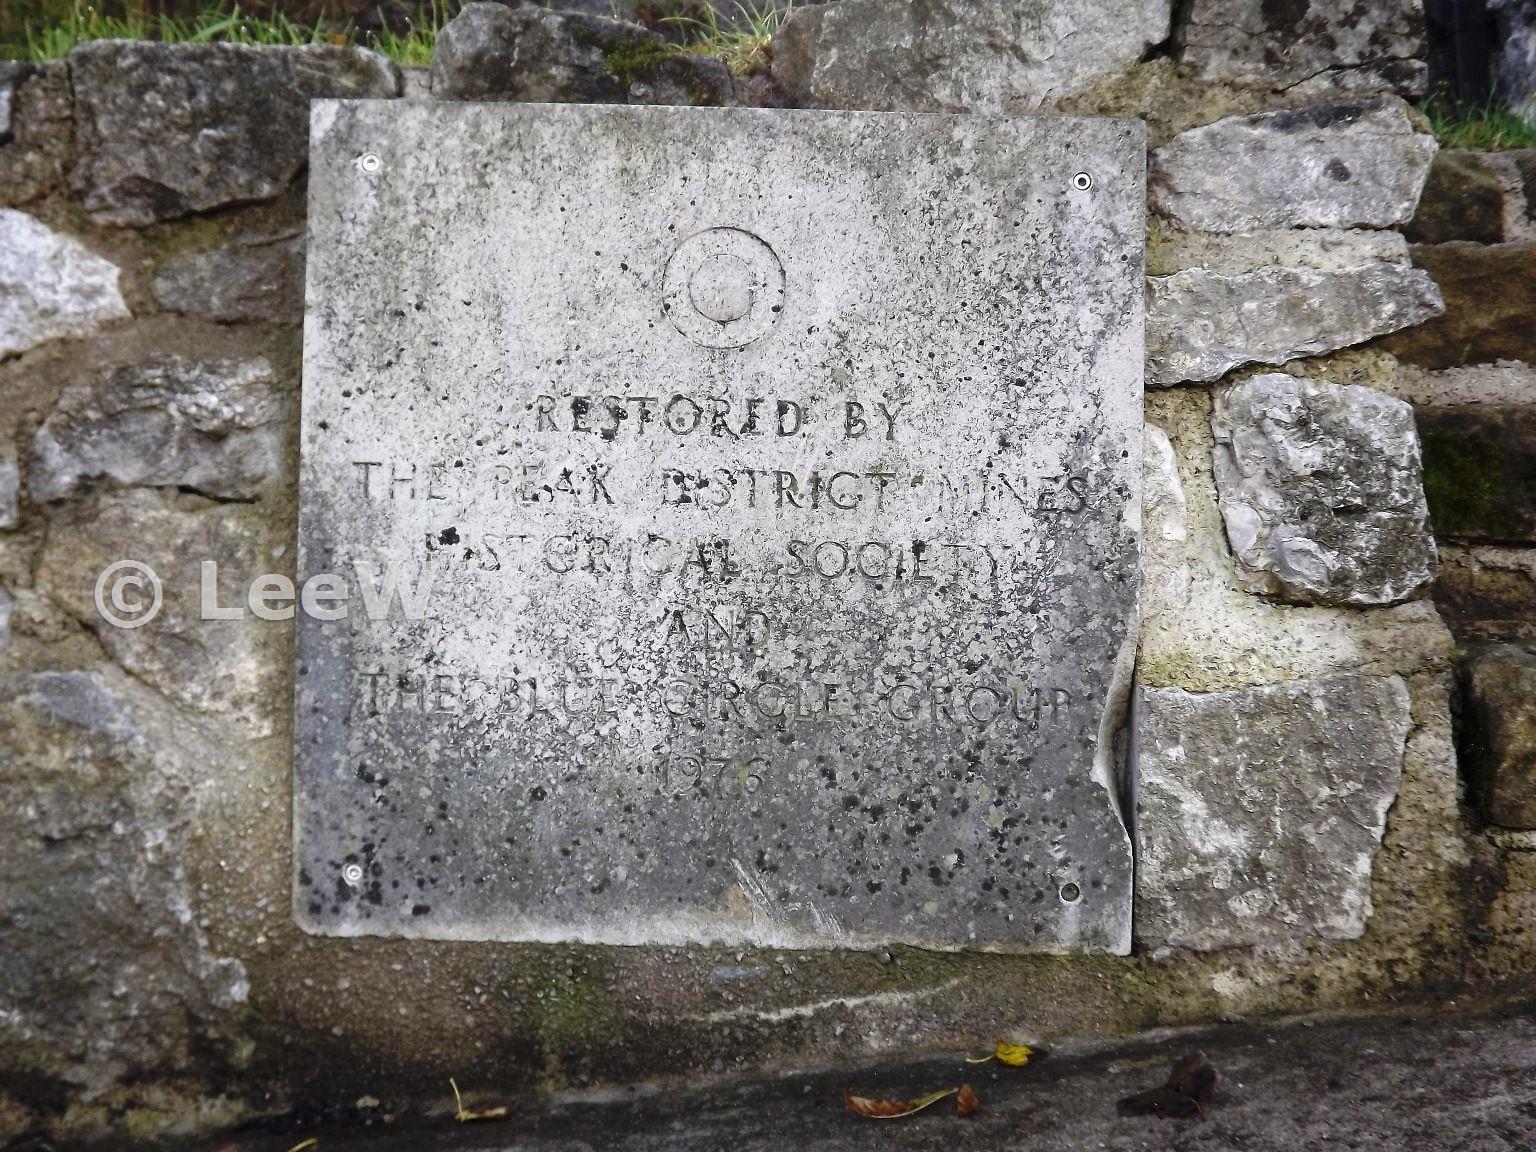 RESTORED BY
THE PEAK DISTRICT MINES
HISTORICAL SOCIETY
AND
© LeeW
THE BLUE CIRCLE GROUP
1976